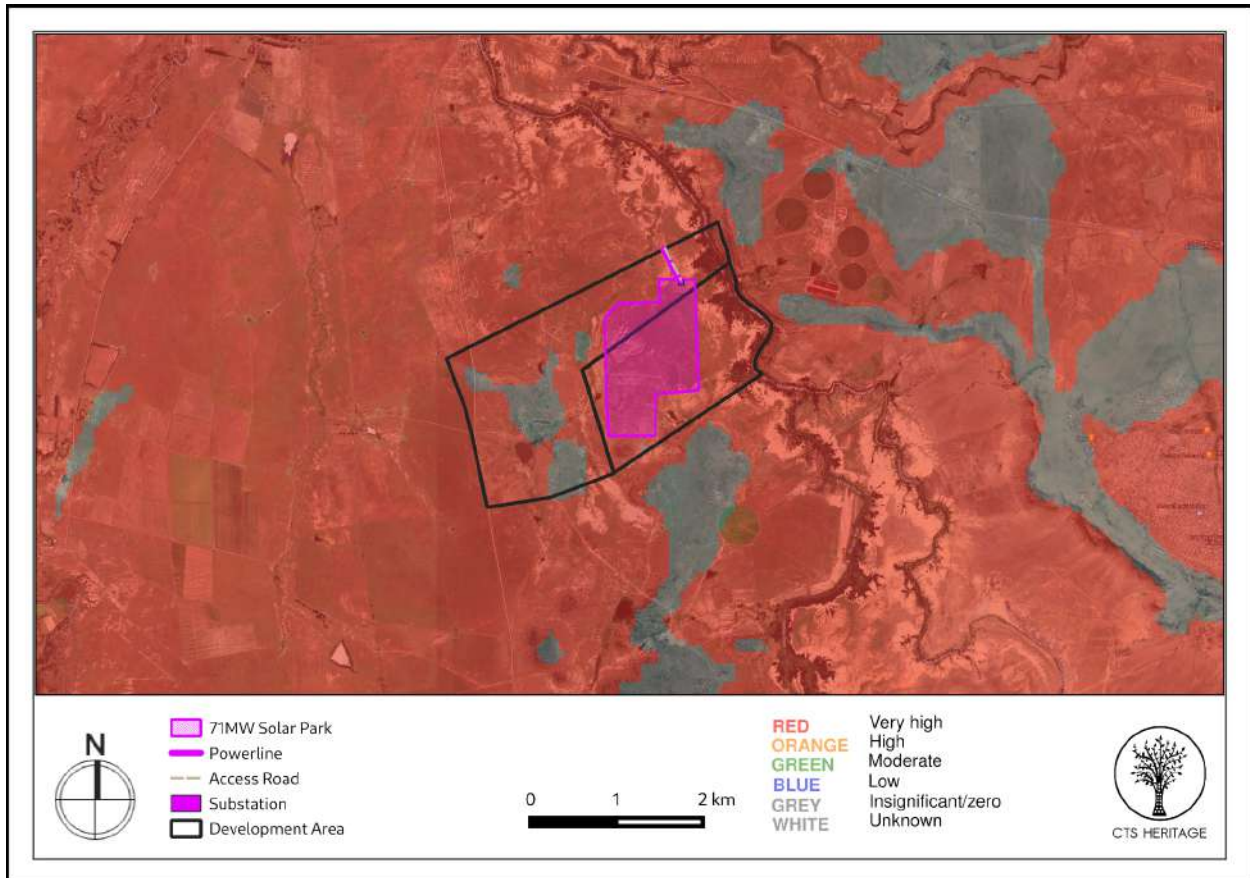 N
71MW Solar Park
Powerline
Access Road
Substation
Development Area
0 1 2 km
RED Very high
ORANGE High
GREEN Moderate
BLUE Low
GREY Insignificant/zero
WHITE Unknown
CTS HERITAGE